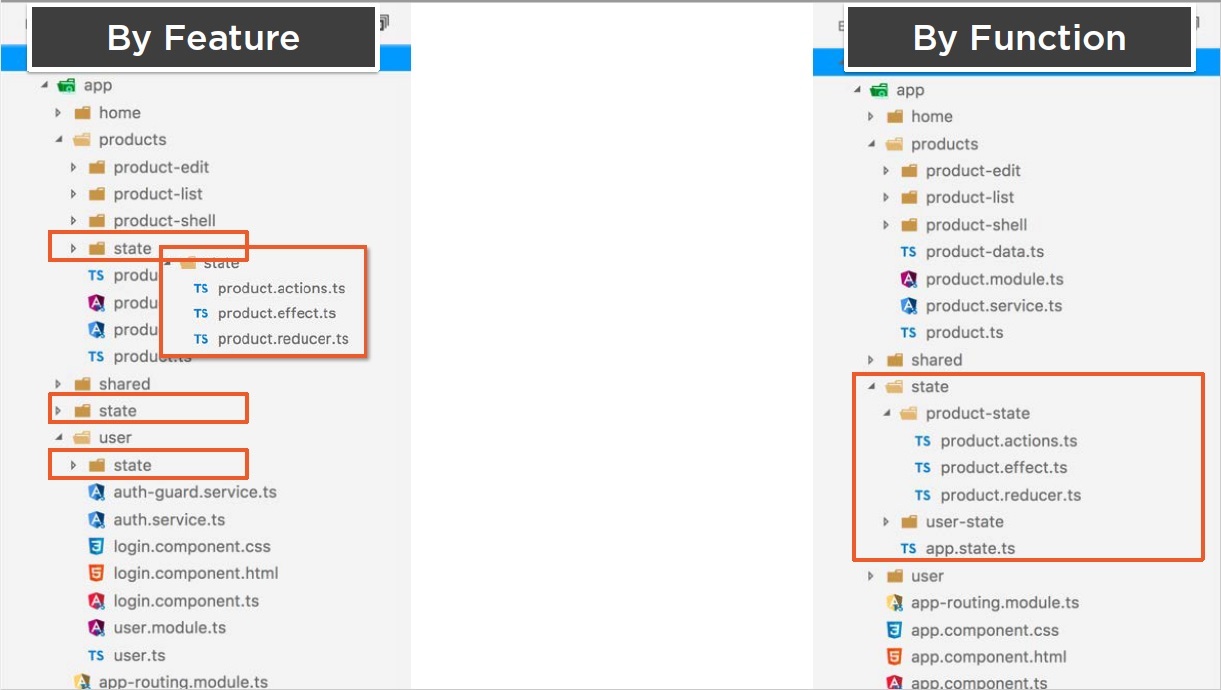 By Feature
app
home
products
product-edit
product-list
product-shell
state
state
TS produ
product.actions.ts
TS
produ
product.effect.ts
TS
produ
product.reducer.ts
TS
TS product.ts
shared
state
user
state
auth-guard.service.ts
auth.service.ts
login.component.css
login.component.html
login.component.ts
user.module.ts
TS user.ts
app-routing.module.ts
By Function
app
home
products
product-edit
product-list
product-shell
TS product-data.ts
product.module.ts
product.service.ts
TS product.ts
shared
state
product-state
TS product.actions.ts
TS product.effect.ts
TS product.reducer.ts
user-state
TS app.state.ts
user
app-routing.module.ts
app.component.css
app.component.html
app.component.ts